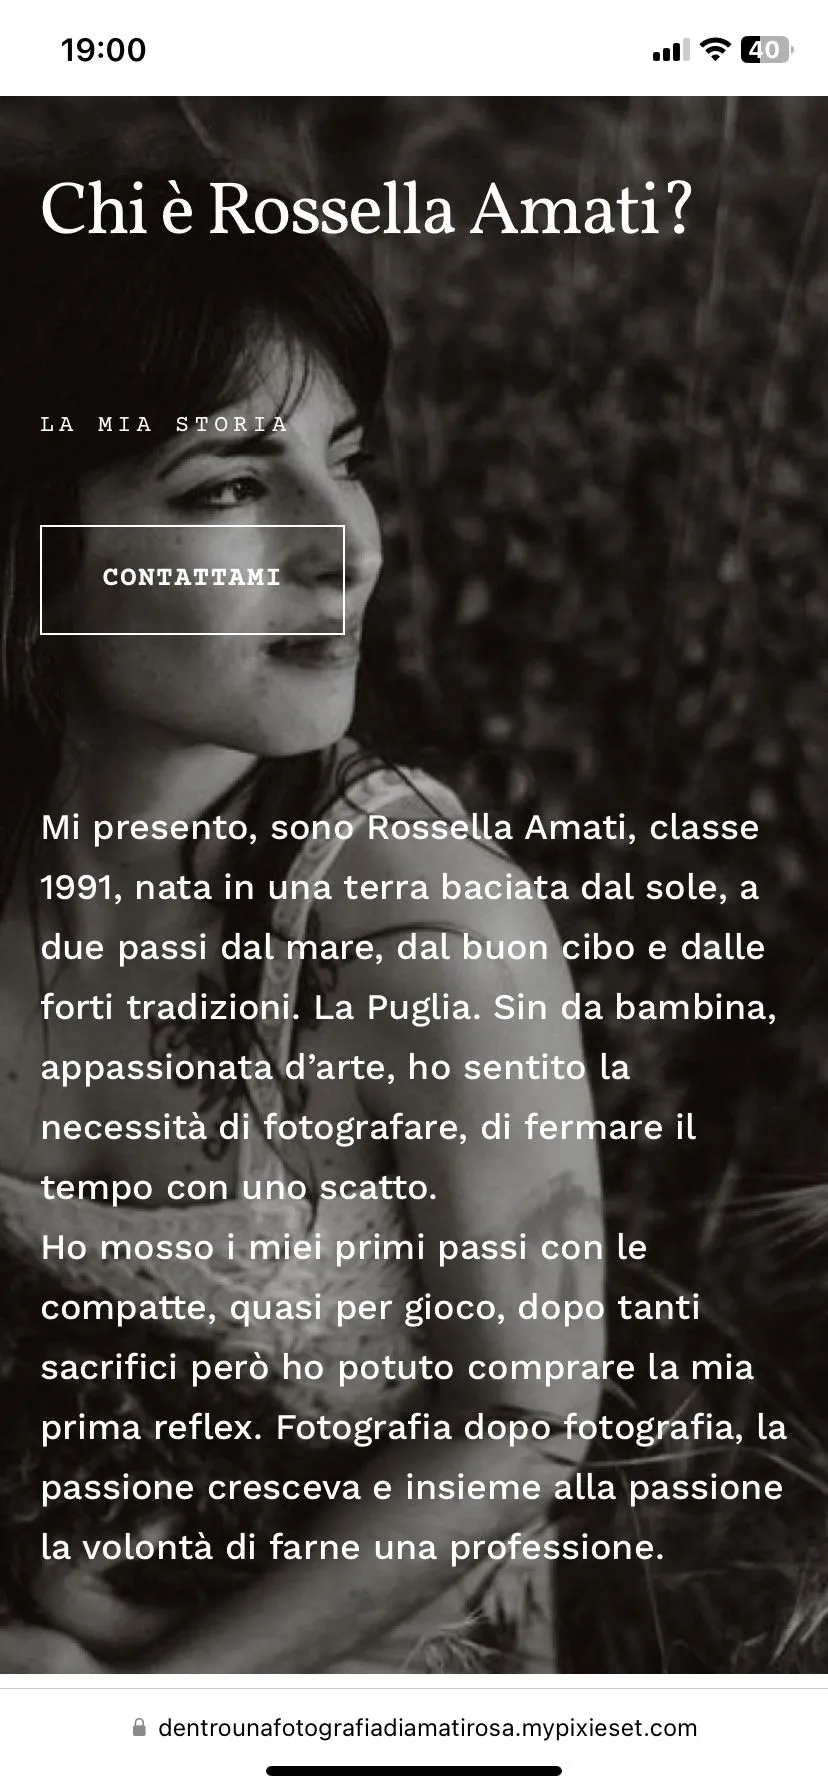 19:00
40
Chi è Rossella Amati?
LA MIA STORIA
CONTATTAMI
Mi presento, sono Rossella Amati, classe
1991, nata in una terra baciata dal sole, a
due passi dal mare, dal buon cibo e dalle
forti tradizioni. La Puglia. Sin da bambina,
appassionata d’arte, ho sentito la
necessità di fotografare, di fermare il
tempo con uno scatto.
Ho mosso i miei primi passi con le
compatte, quasi per gioco, dopo tanti
sacrifici però ho potuto comprare la mia
prima reflex. Fotografia dopo fotografia, la
passione cresceva e insieme alla passione
la volontà di farne una professione.
dentrounafotografiadiamatirosa.mypixieset.com